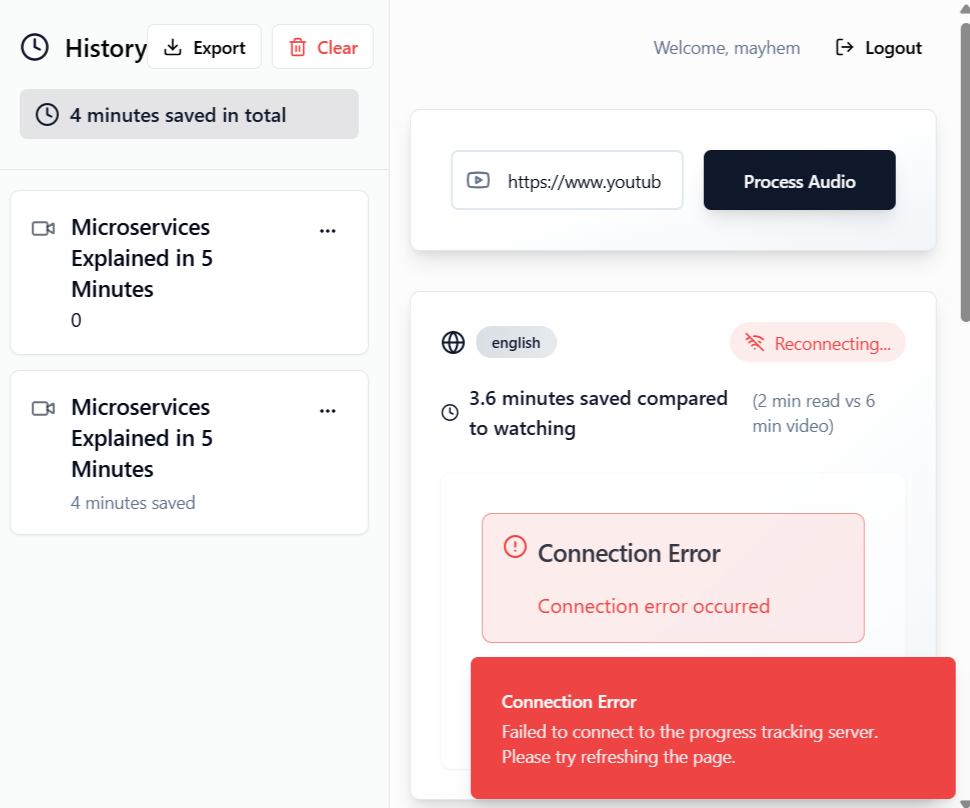 History
Export
Clear
4 minutes saved in total
Microservices
Explained in 5
Minutes
0
Microservices
Explained in 5
Minutes
4 minutes saved
Welcome, mayhem
Logout
https://www.youtub
Process Audio
english
Reconnecting...
3.6 minutes saved compared
to watching
(2 min read vs 6
min video)
Connection Error
Connection error occurred
Connection Error
Failed to connect to the progress tracking server.
Please try refreshing the page.